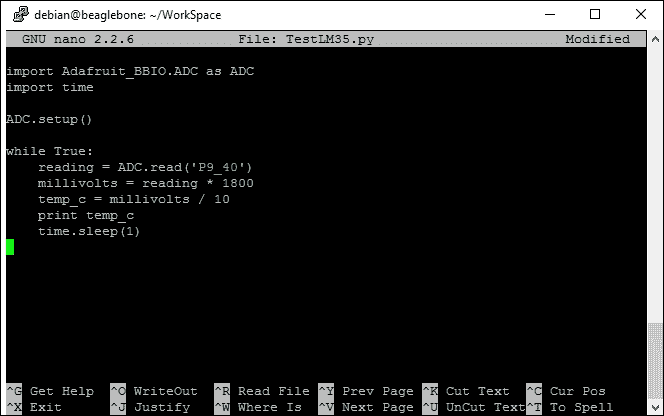 debian@beaglebone: ~/WorkSpace
GNU nano 2.2.6 File: TestLM35.py Modified
import Adafruit_BBIO.ADC as ADC
import time
ADC.setup()
while True:
    reading = ADC.read('P9_40')
    millivolts = reading * 1800
    temp_c = millivolts / 10
    print temp_c
    time.sleep(1)
^G Get Help ^O WriteOut ^R Read File ^Y Prev Page ^K Cut Text ^C Cur Pos
^X Exit ^J Justify ^W Where Is ^V Next Page ^U UnCut Text ^T To Spell